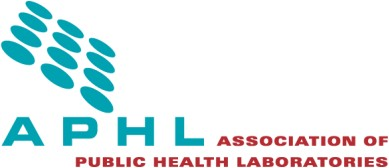 APHL ASSOCIATION OF
PUBLIC HEALTH LABORATORIES